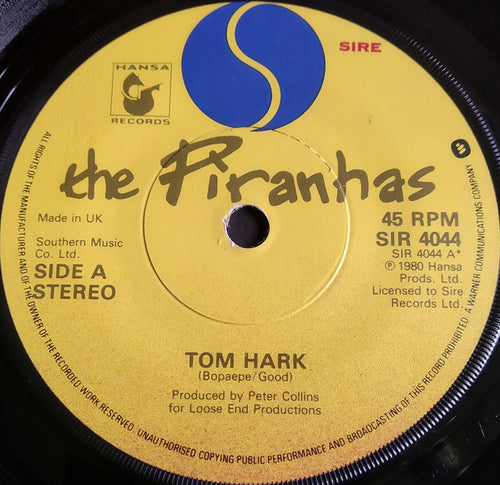 SIRE
HANSA
RECORDS
the Piranhas
Made in UK
Southern Music
Co. Ltd.
SIDE A
STEREO
45 RPM
SIR 4044
SIR 4044 A*
℗ 1980 Hansa
Prods. Ltd.
Licensed to Sire
Records Ltd.
TOM HARK
(Bopaepe/Good)
Produced by Peter Collins
for Loose End Productions
ALL RIGHTS OF THE MANUFACTURER AND OF THE OWNER OF THE RECORDED WORK RESERVED. UNAUTHORISED COPYING PUBLIC PERFORMANCE AND BROADCASTING OF THIS RECORD PROHIBITED. A WARNER COMMUNICATIONS COMPANY